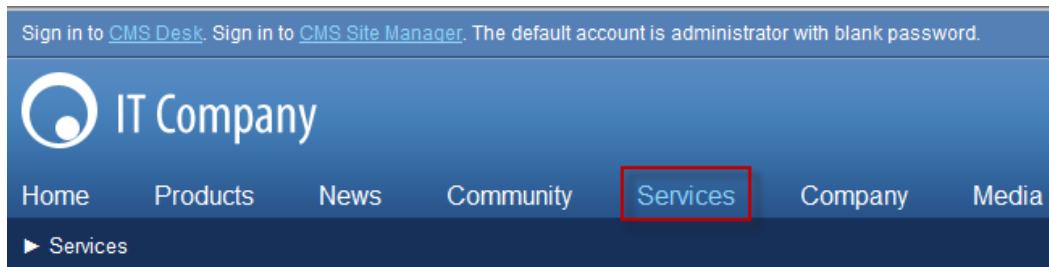 Sign in to CMS Desk. Sign in to CMS Site Manager. The default account is administrator with blank password.
IT Company
Home Products News Community Services Company Media
► Services